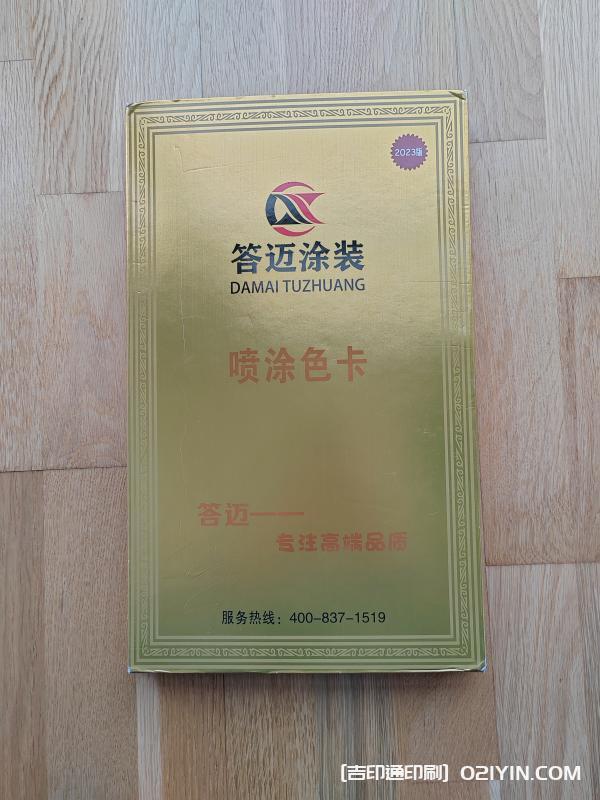 2023版
答迈涂装
DAMAI TUZHUANG
喷涂色卡
答迈——
专注高端品质
服务热线：400-837-1519
[吉印通印刷] O2IYIN.COM